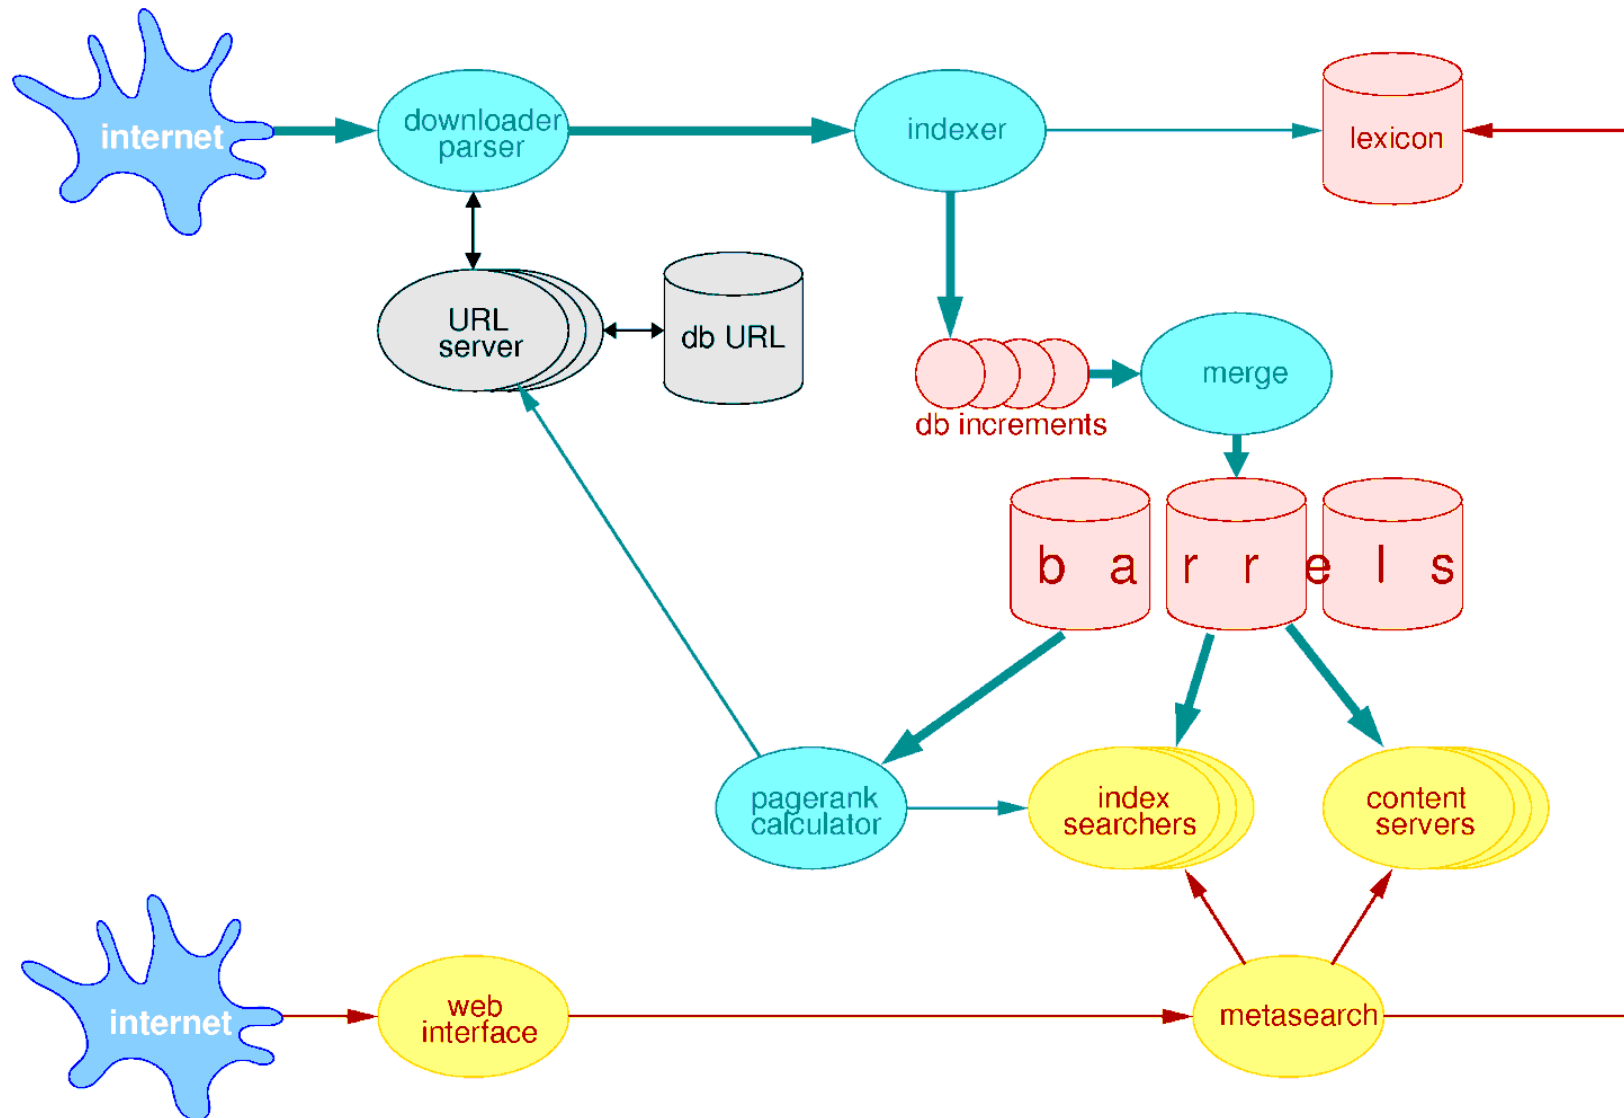 internet
downloader
parser
indexer
lexicon
URL
server
db URL
merge
db increments
barrels
pagerank
calculator
index
searchers
content
servers
internet
web
interface
metasearch